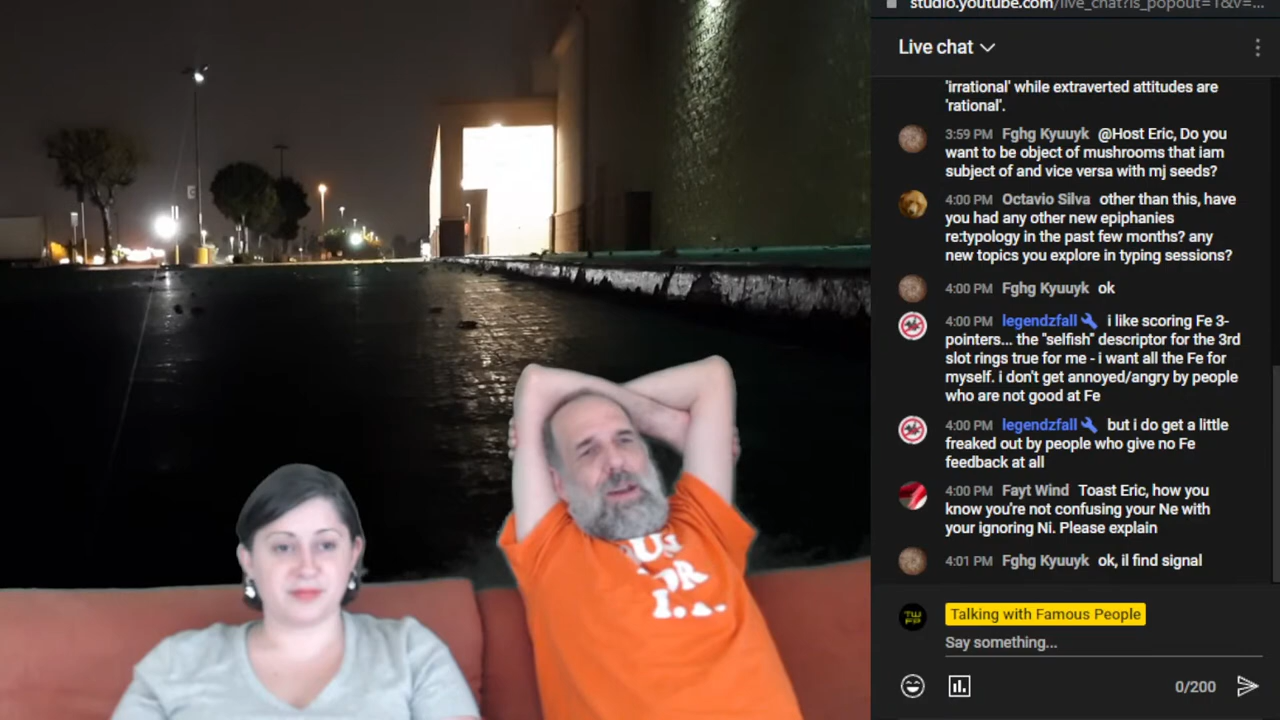 studio.youtube.com/live_chat?is_popout=1&v=...
Live chat
'irrational' while extraverted attitudes are
'rational'.
3:59 PM Fghg Kyuuyk @Host Eric, Do you
want to be object of mushrooms that iam
subject of and vice versa with mj seeds?
4:00 PM Octavio Silva other than this, have
you had any other new epiphanies
re:typology in the past few months? any
new topics you explore in typing sessions?
4:00 PM Fghg Kyuuyk ok
4:00 PM legendzfall i like scoring Fe 3-
pointers... the "selfish" descriptor for the 3rd
slot rings true for me - i want all the Fe for
myself. i don't get annoyed/angry by people
who are not good at Fe
4:00 PM legendzfall but i do get a little
freaked out by people who give no Fe
feedback at all
4:00 PM Fayt Wind Toast Eric, how you
know you're not confusing your Ne with
your ignoring Ni. Please explain
4:01 PM Fghg Kyuuyk ok, il find signal
TW
FP
Talking with Famous People
Say something...
0/200